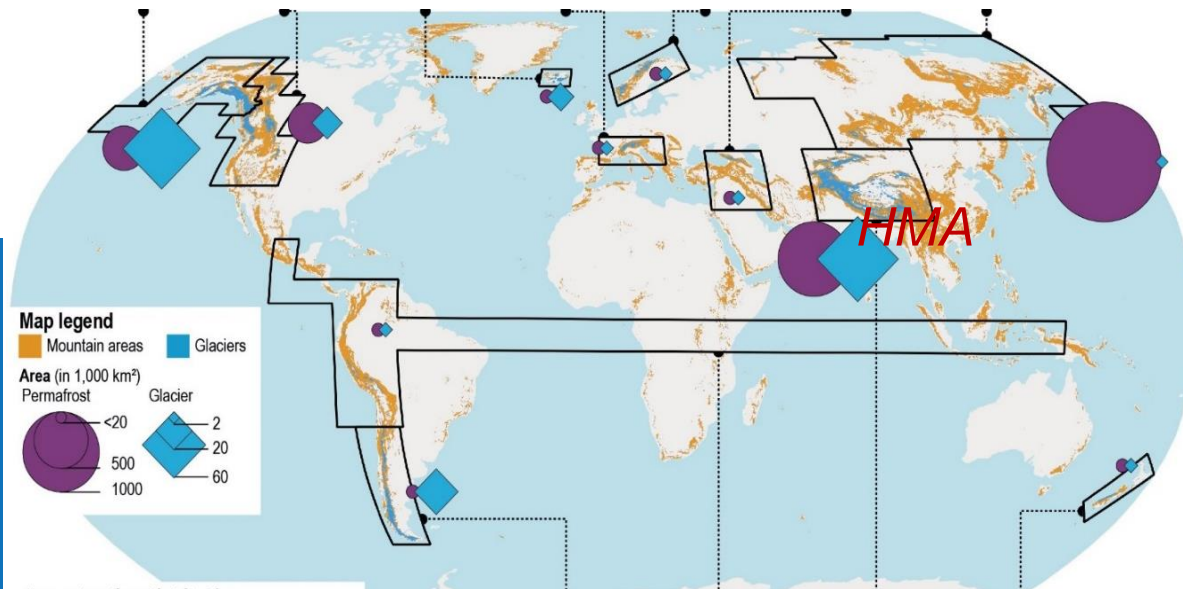 HMA
Map legend
Mountain areas Glaciers
Area (in 1,000 km²)
Permafrost Glacier
<20
500
1000
2
20
60